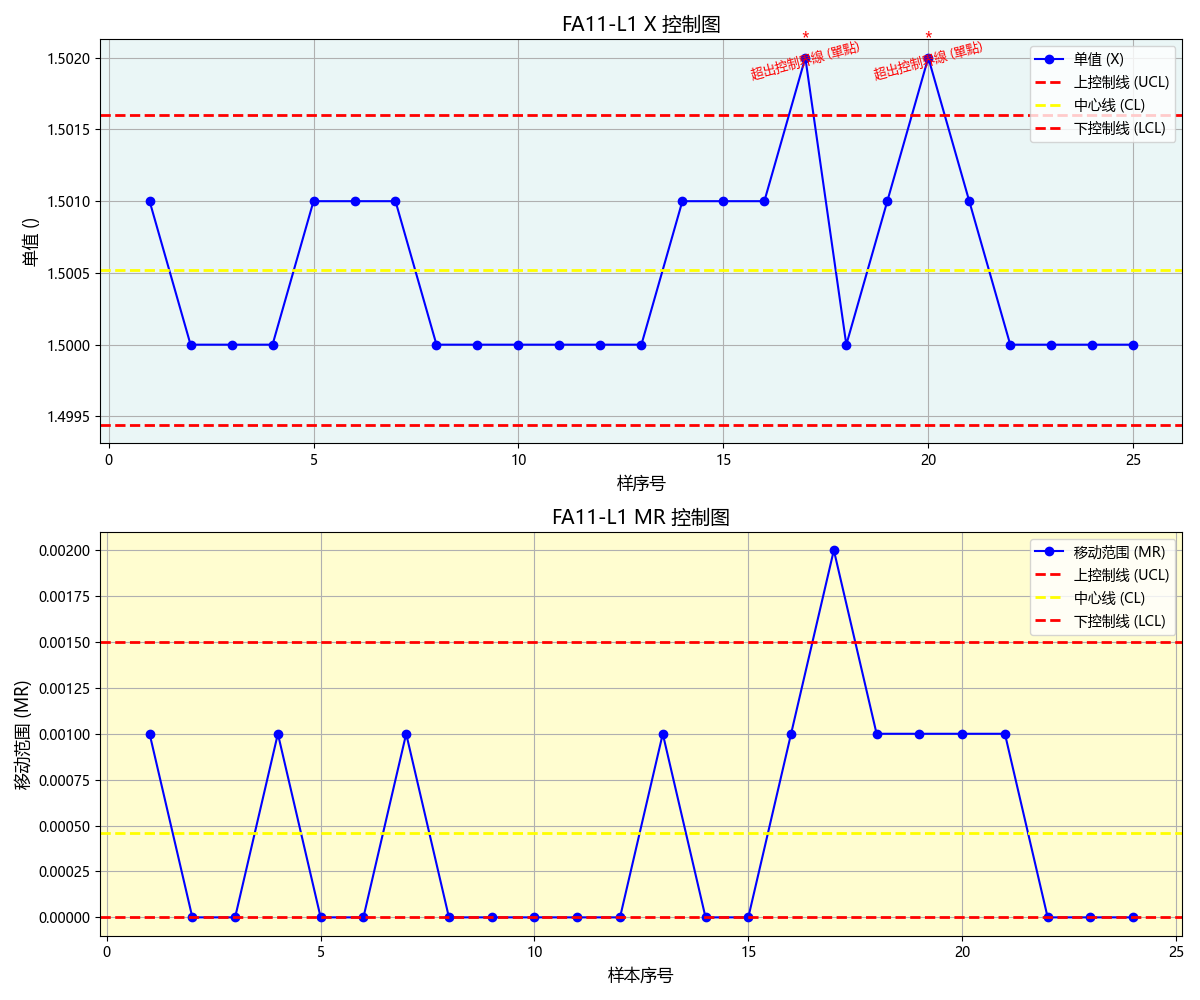 FA11-L1 X 控制图
*
*
超出控制界線 (單點)
超出控制界線 (單點)
单值 (X)
上控制线 (UCL)
中心线 (CL)
下控制线 (LCL)
单值 ()
1.5020
1.5015
1.5010
1.5005
1.5000
1.4995
0
5
10
15
20
25
样序号
FA11-L1 MR 控制图
移动范围 (MR)
上控制线 (UCL)
中心线 (CL)
下控制线 (LCL)
移动范围 (MR)
0.00200
0.00175
0.00150
0.00125
0.00100
0.00075
0.00050
0.00025
0.00000
0
5
10
15
20
25
样本序号